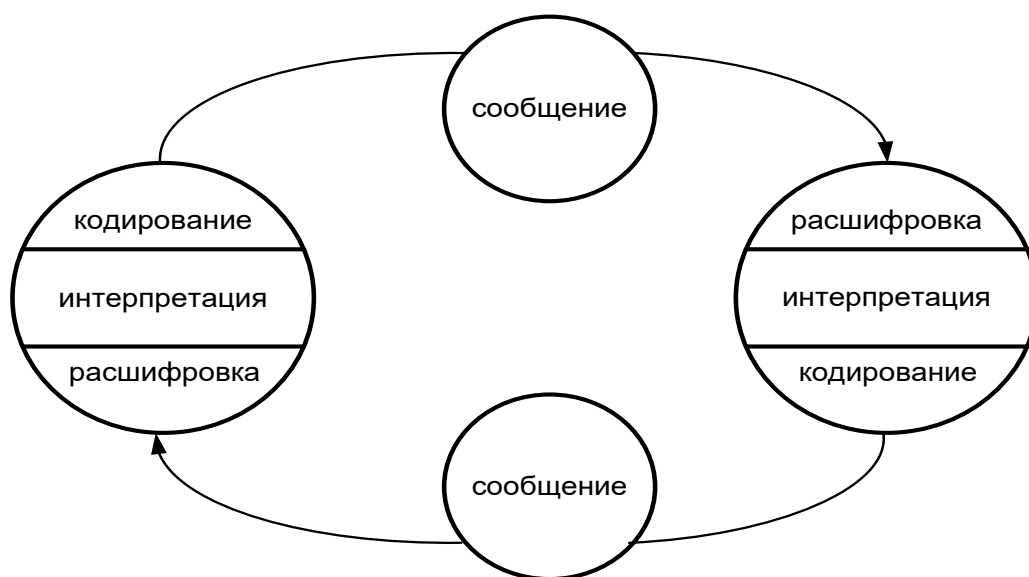 сообщение
кодирование
интерпретация
расшифровка
расшифровка
интерпретация
кодирование
сообщение